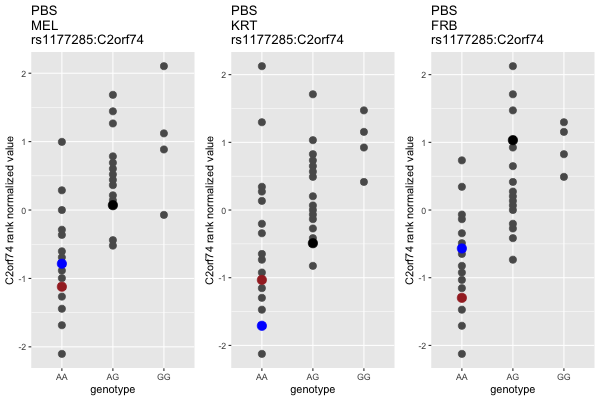 PBS
MEL
rs1177285:C2orf74
C2orf74 rank normalized value
2
1
0
-1
-2
AA
AG
GG
genotype
PBS
KRT
rs1177285:C2orf74
C2orf74 rank normalized value
2
1
0
-1
-2
AA
AG
GG
genotype
PBS
FRB
rs1177285:C2orf74
C2orf74 rank normalized value
2
1
0
-1
-2
AA
AG
GG
genotype